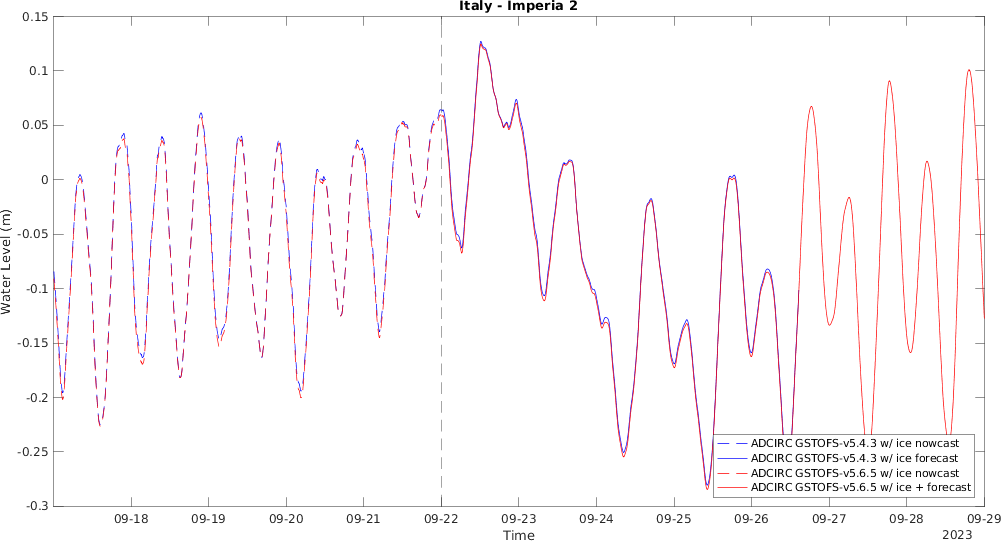 Italy - Imperia 2
0.15
0.1
0.05
0
-0.05
-0.1
-0.15
-0.2
-0.25
-0.3
Water Level (m)
ADCIRC GSTOFS-v5.4.3 w/ ice nowcast
ADCIRC GSTOFS-v5.4.3 w/ ice forecast
ADCIRC GSTOFS-v5.6.5 w/ ice nowcast
ADCIRC GSTOFS-v5.6.5 w/ ice + forecast
09-18 09-19 09-20 09-21 09-22 09-23 09-24 09-25 09-26 09-27 09-28 09-29
Time
2023